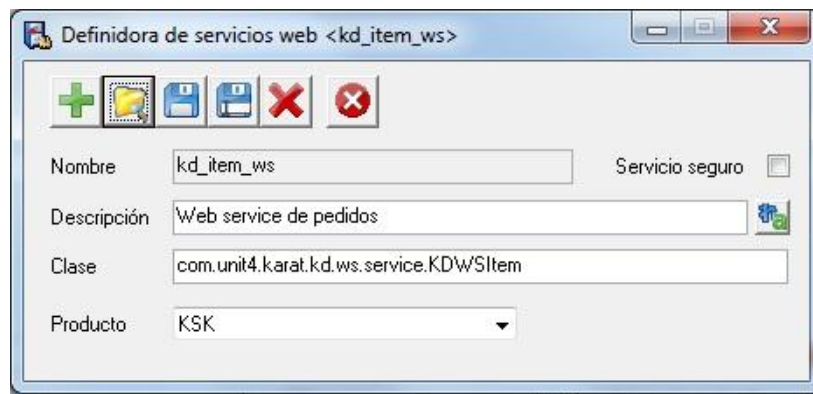 Definidora de servicios web <kd_item_ws>
Nombre kd_item_ws Servicio seguro
Descripción Web service de pedidos
Clase com.unit4.karat.kd.ws.service.KDWSItem
Producto KSK